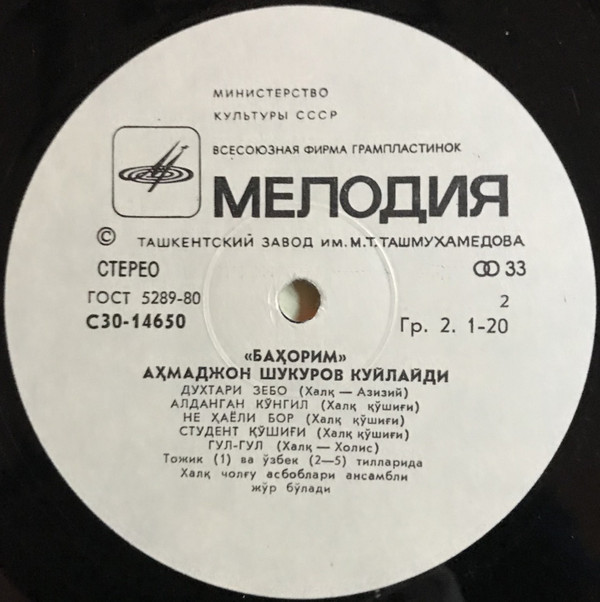 МИНИСТЕРСТВО
КУЛЬТУРЫ СССР
ВСЕСОЮЗНАЯ ФИРМА ГРАМПЛАСТИНОК
МЕЛОДИЯ
© ТАШКЕНТСКИЙ ЗАВОД ИМ. М.Т. ТАШМУХАМЕДОВА
СТЕРЕО
33
ГОСТ 5289-80
2
С30-14650
Гр. 2. 1-20
«БАҲОРИМ»
АҲМАДЖОН ШУКУРОВ КУЙЛАЙДИ
ДУХТАРИ ЗЕБО (Халқ — Азизий)
АЛДАНГАН КЎНГИЛ (Халқ қўшиғи)
НЕ ҲАЁЛИ БОР (Халқ қўшиғи)
СТУДЕНТ ҚЎШИҒИ (Халқ қўшиғи)
ГУЛ-ГУЛ (Халқ — Холис)
Тожик (1) ва ўзбек (2—5) тилларида
Халқ чолғу асбоблари ансамбли
жўр бўлади